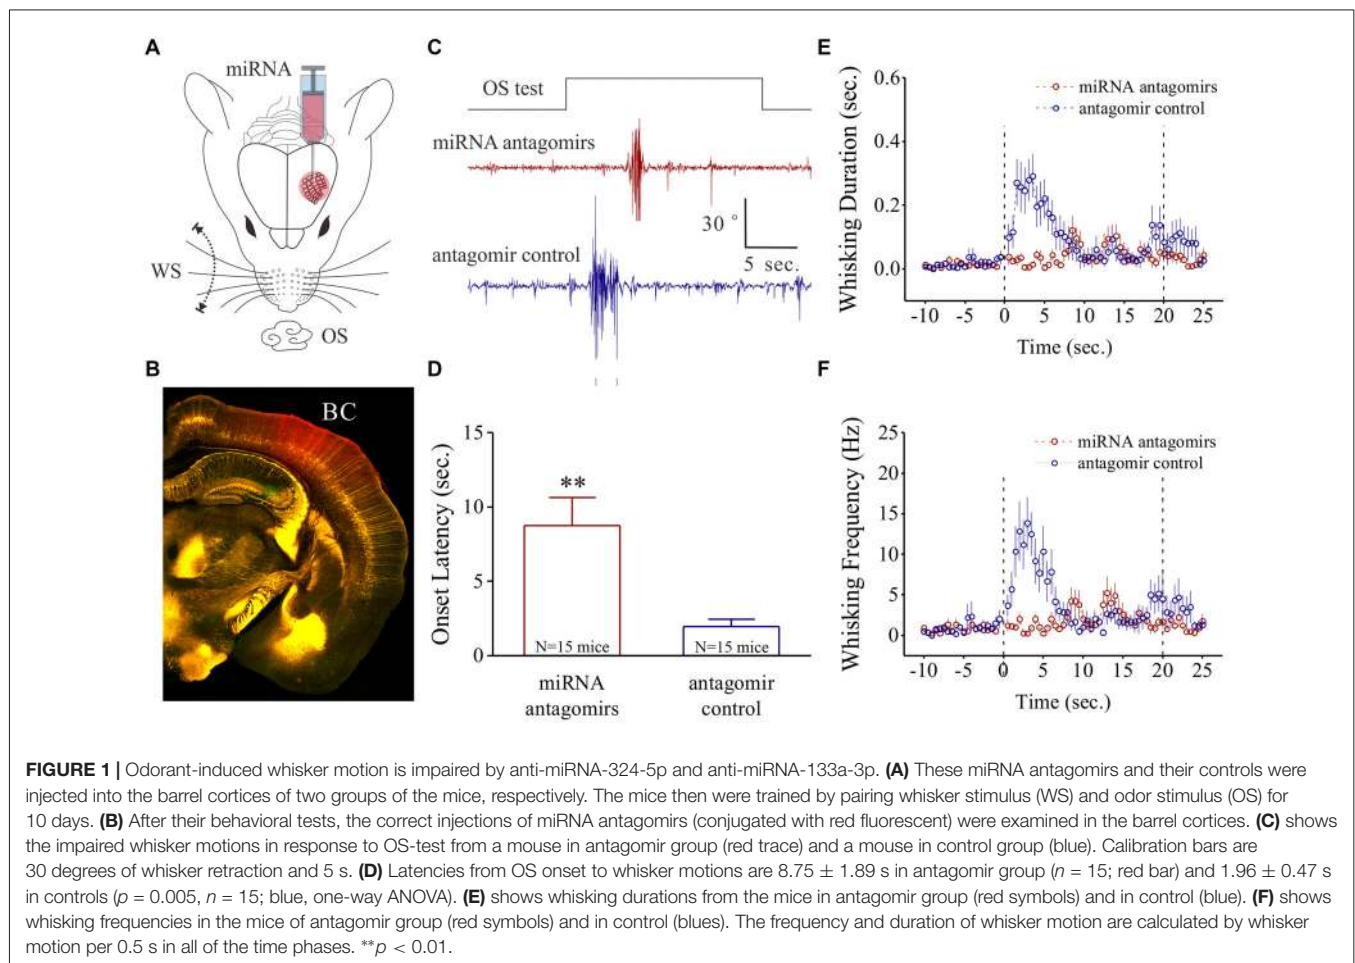 A
miRNA
WS
OS
B
BC
C
OS test
miRNA antagomirs
30 °
5 sec.
antagomir control
D
Onset Latency (sec.)
15
10
5
0
**
N=15 mice
N=15 mice
miRNA
antagomirs
antagomir
control
E
Whisking Duration (sec.)
0.6
0.4
0.2
0.0
miRNA antagomirs
antagomir control
-10 -5 0 5 10 15 20 25
Time (sec.)
F
Whisking Frequency (Hz)
25
20
15
10
5
0
miRNA antagomirs
antagomir control
-10 -5 0 5 10 15 20 25
Time (sec.)
FIGURE 1 | Odorant-induced whisker motion is impaired by anti-miRNA-324-5p and anti-miRNA-133a-3p. (A) These miRNA antagomirs and their controls were
injected into the barrel cortices of two groups of the mice, respectively. The mice then were trained by pairing whisker stimulus (WS) and odor stimulus (OS) for
10 days. (B) After their behavioral tests, the correct injections of miRNA antagomirs (conjugated with red fluorescent) were examined in the barrel cortices. (C) shows
the impaired whisker motions in response to OS-test from a mouse in antagomir group (red trace) and a mouse in control group (blue). Calibration bars are
30 degrees of whisker retraction and 5 s. (D) Latencies from OS onset to whisker motions are 8.75 ± 1.89 s in antagomir group (n = 15; red bar) and 1.96 ± 0.47 s
in controls (p = 0.005, n = 15; blue, one-way ANOVA). (E) shows whisking durations from the mice in antagomir group (red symbols) and in control (blue). (F) shows
whisking frequencies in the mice of antagomir group (red symbols) and in control (blues). The frequency and duration of whisker motion are calculated by whisker
motion per 0.5 s in all of the time phases. **p < 0.01.